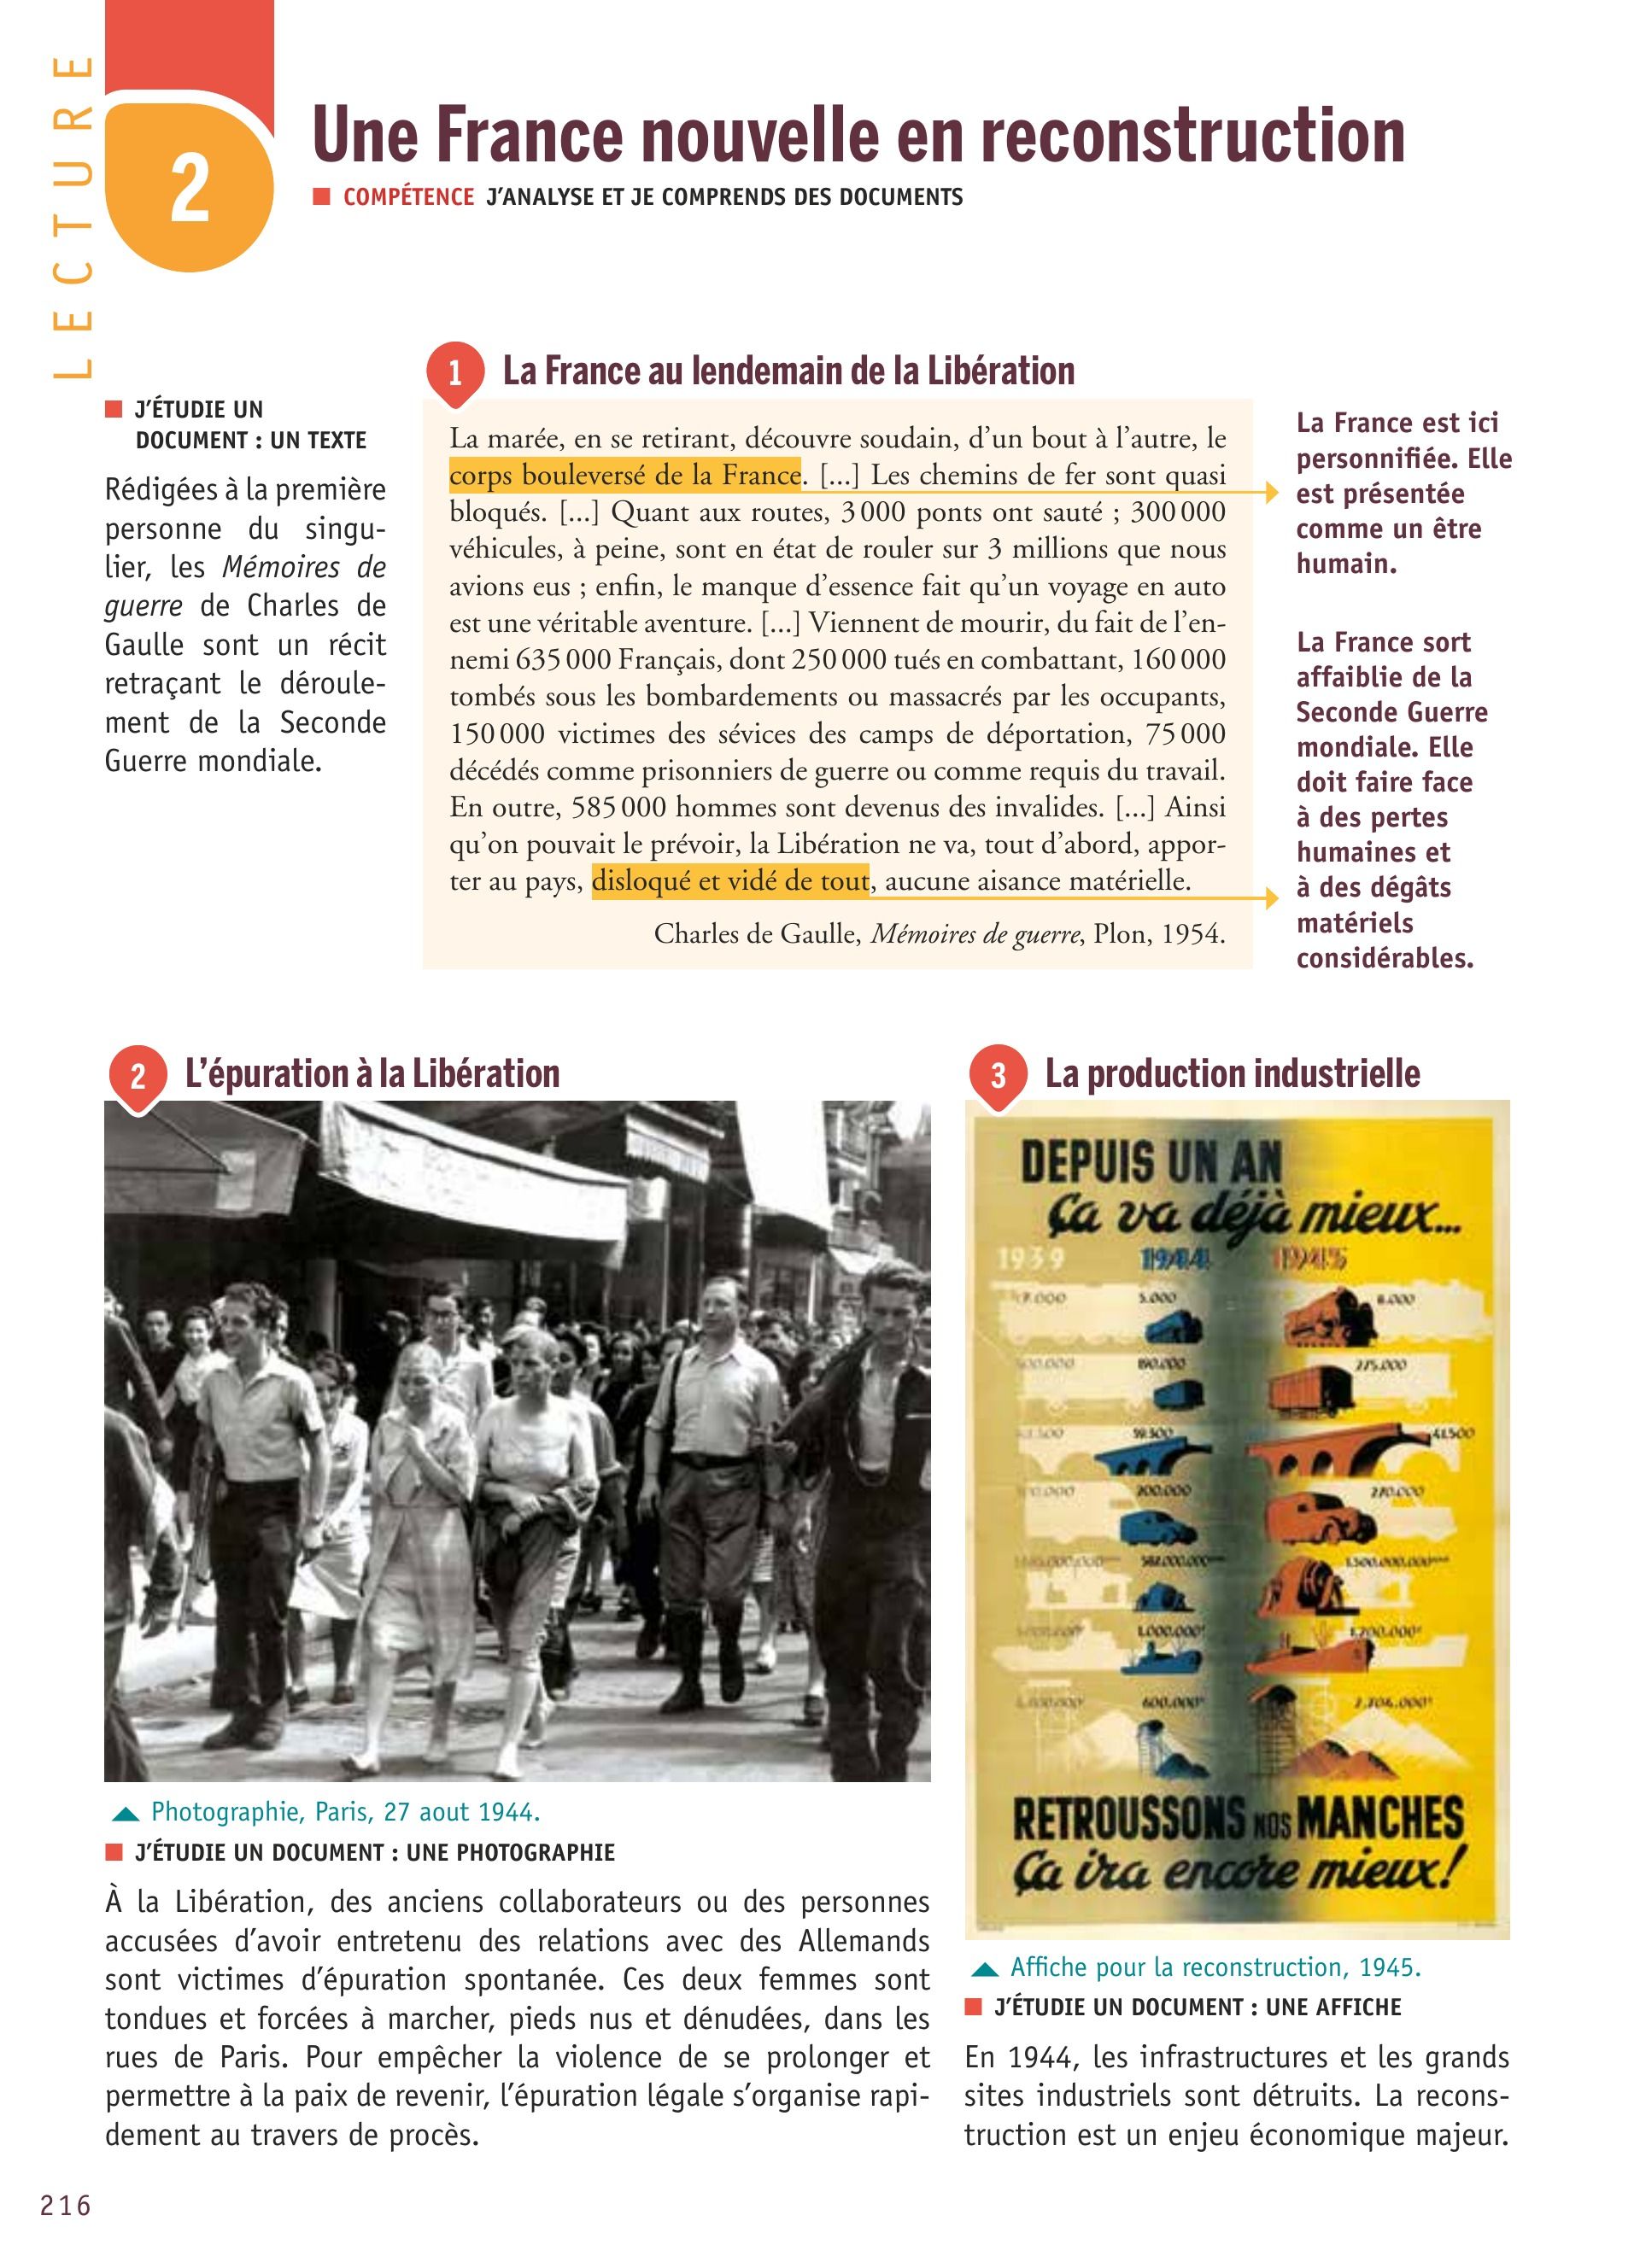 LECTURE
2
Une France nouvelle en reconstruction
■ COMPÉTENCE J’ANALYSE ET JE COMPRENDS DES DOCUMENTS
■ J’ÉTUDIE UN
DOCUMENT : UN TEXTE
Rédigées à la première
personne du singu-
lier, les Mémoires de
guerre de Charles de
Gaulle sont un récit
retraçant le déroule-
ment de la Seconde
Guerre mondiale.
1 La France au lendemain de la Libération
La marée, en se retirant, découvre soudain, d’un bout à l’autre, le
corps bouleversé de la France. [...] Les chemins de fer sont quasi
bloqués. [...] Quant aux routes, 3 000 ponts ont sauté ; 300 000
véhicules, à peine, sont en état de rouler sur 3 millions que nous
avions eus ; enfin, le manque d’essence fait qu’un voyage en auto
est une véritable aventure. [...] Viennent de mourir, du fait de l’en-
nemi 635 000 Français, dont 250 000 tués en combattant, 160 000
tombés sous les bombardements ou massacrés par les occupants,
150 000 victimes des sévices des camps de déportation, 75 000
décédés comme prisonniers de guerre ou comme requis du travail.
En outre, 585 000 hommes sont devenus des invalides. [...] Ainsi
qu’on pouvait le prévoir, la Libération ne va, tout d’abord, appor-
ter au pays, disloqué et vidé de tout, aucune aisance matérielle.
Charles de Gaulle, Mémoires de guerre, Plon, 1954.
La France est ici
personnifiée. Elle
est présentée
comme un être
humain.
La France sort
affaiblie de la
Seconde Guerre
mondiale. Elle
doit faire face
à des pertes
humaines et
à des dégâts
matériels
considérables.
2 L’épuration à la Libération
▲ Photographie, Paris, 27 aout 1944.
■ J’ÉTUDIE UN DOCUMENT : UNE PHOTOGRAPHIE
À la Libération, des anciens collaborateurs ou des personnes
accusées d’avoir entretenu des relations avec des Allemands
sont victimes d’épuration spontanée. Ces deux femmes sont
tondues et forcées à marcher, pieds nus et dénudées, dans les
rues de Paris. Pour empêcher la violence de se prolonger et
permettre à la paix de revenir, l’épuration légale s’organise rapi-
dement au travers de procès.
3 La production industrielle
DEPUIS UN AN
Ça va déjà mieux...
1939 1944 1945
5.000 8.000
190.000 275.000
41.500
200.000 270.000
1.000.000
600.000
RETROUSSONS NOS MANCHES
Ça ira encore mieux!
▲ Affiche pour la reconstruction, 1945.
■ J’ÉTUDIE UN DOCUMENT : UNE AFFICHE
En 1944, les infrastructures et les grands
sites industriels sont détruits. La recons-
truction est un enjeu économique majeur.
216